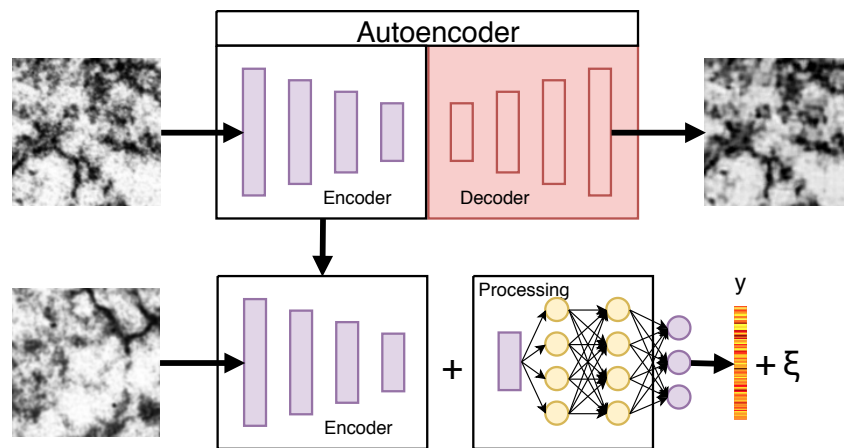 Autoencoder
Encoder
Decoder
Processing
y
+
+ ξ
Encoder